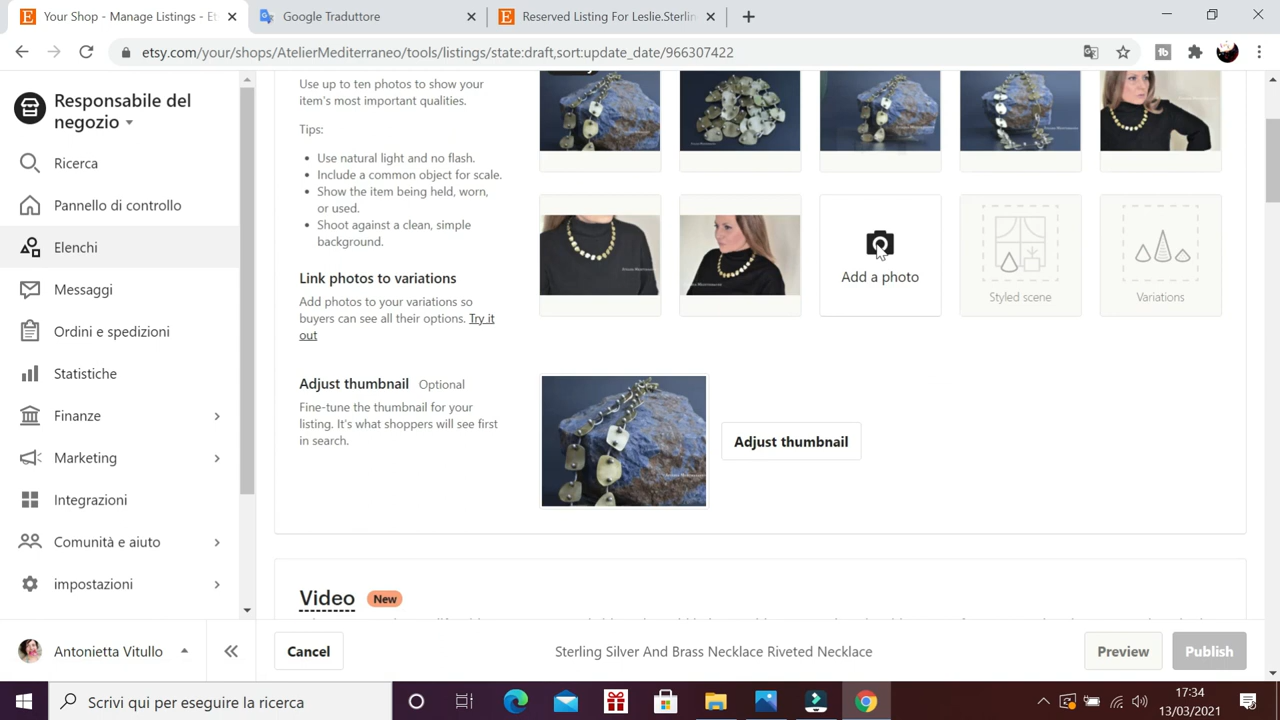 Your Shop - Manage Listings - Et
Google Traduttore
Reserved Listing For Leslie.Sterlin
etsy.com/your/shops/AtelierMediterraneo/tools/listings/state:draft,sort:update_date/966307422
Responsabile del
negozio
Ricerca
Pannello di controllo
Elenchi
Messaggi
Ordini e spedizioni
Statistiche
Finanze
Marketing
Integrazioni
Comunità e aiuto
impostazioni
Antonietta Vitullo
Use up to ten photos to show your
item's most important qualities.
Tips:
• Use natural light and no flash.
• Include a common object for scale.
• Show the item being held, worn,
or used.
• Shoot against a clean, simple
background.
Link photos to variations
Add photos to your variations so
buyers can see all their options. Try it
out
Add a photo
Styled scene
Variations
Adjust thumbnail Optional
Fine-tune the thumbnail for your
listing. It's what shoppers will see first
in search.
Adjust thumbnail
Video New
Cancel
Sterling Silver And Brass Necklace Riveted Necklace
Preview
Publish
Scrivi qui per eseguire la ricerca
17:34
13/03/2021